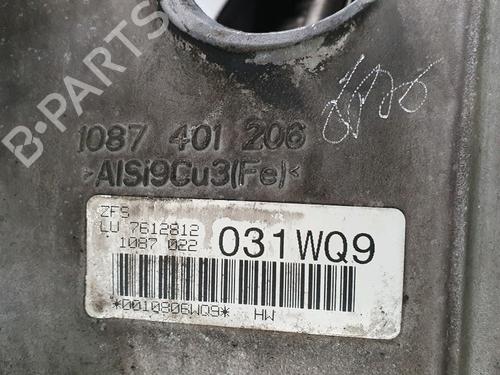 B-PARTS
1087 401 206
>AlSi9Cu3(Fe)<
ZFS
LU 7612812
1087 022
031WQ9
*0010806WQ9* HW